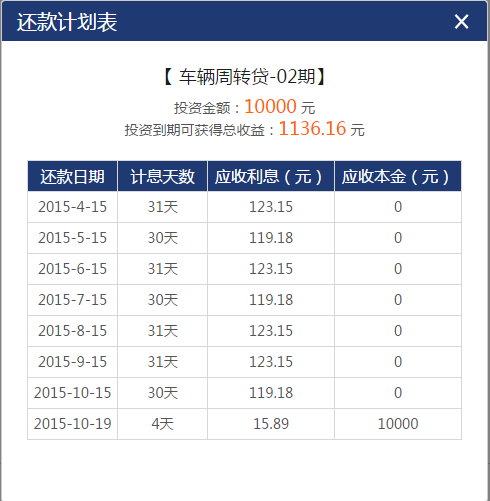 还款计划表
【 车辆周转贷-02期】
投资金额：10000 元
投资到期可获得总收益：1136.16 元
还款日期 计息天数 应收利息（元） 应收本金（元）
2015-4-15 31天 123.15 0
2015-5-15 30天 119.18 0
2015-6-15 31天 123.15 0
2015-7-15 30天 119.18 0
2015-8-15 31天 123.15 0
2015-9-15 31天 123.15 0
2015-10-15 30天 119.18 0
2015-10-19 4天 15.89 10000